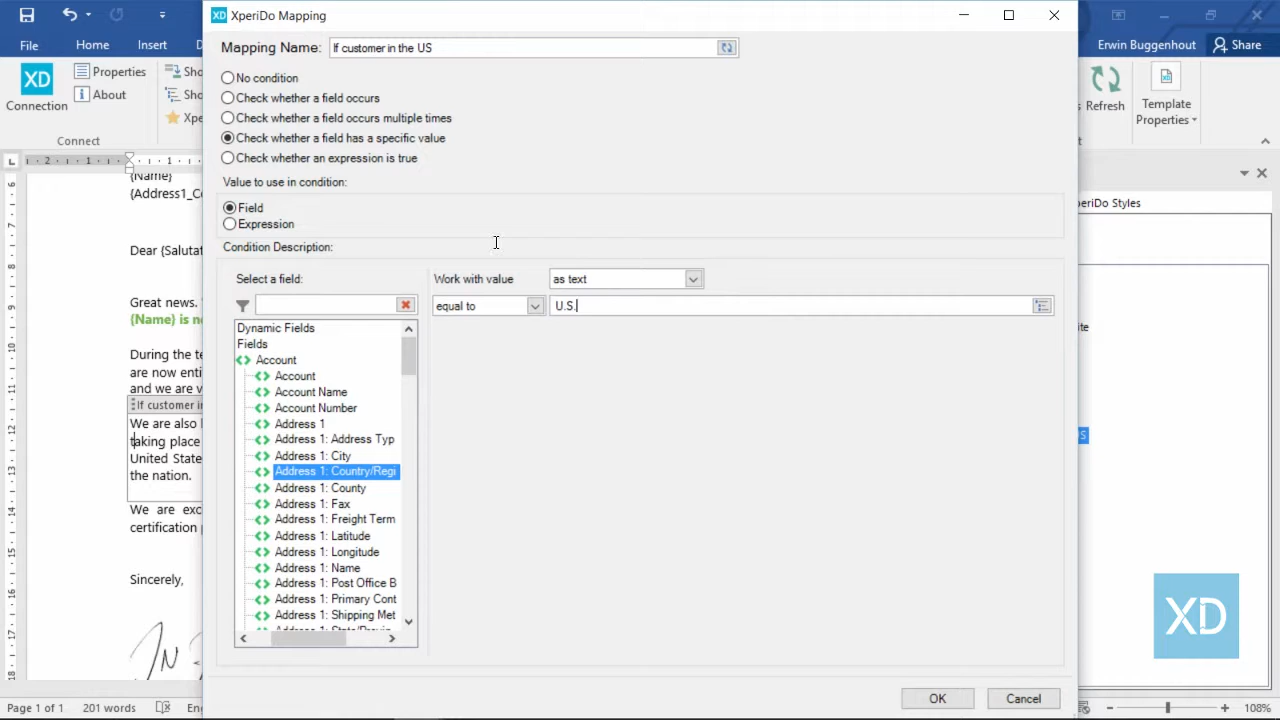 XD XperiDo Mapping
File Home Insert
Erwin Buggenhout Share
XD
Connection
Properties
About
Connect
Refresh
Template
Properties
Mapping Name: If customer in the US
No condition
Check whether a field occurs
Check whether a field occurs multiple times
Check whether a field has a specific value
Check whether an expression is true
Value to use in condition:
Field
Expression
Condition Description:
Select a field:
Work with value as text
equal to U.S.
Dynamic Fields
Fields
Account
Account
Account Name
Account Number
Address 1
Address 1: Address Typ
Address 1: City
Address 1: Country/Regi
Address 1: County
Address 1: Fax
Address 1: Freight Term
Address 1: Latitude
Address 1: Longitude
Address 1: Name
Address 1: Post Office B
Address 1: Primary Cont
Address 1: Shipping Met
OK Cancel
{Name}
{Address1_Co
Dear {Salutat
Great news.
{Name} is n
During the te
are now enti
and we are v
If customer in
We are also
taking place
United State
the nation.
We are exc
certification
Sincerely,
periDo Styles
XD
Page 1 of 1 201 words
108%